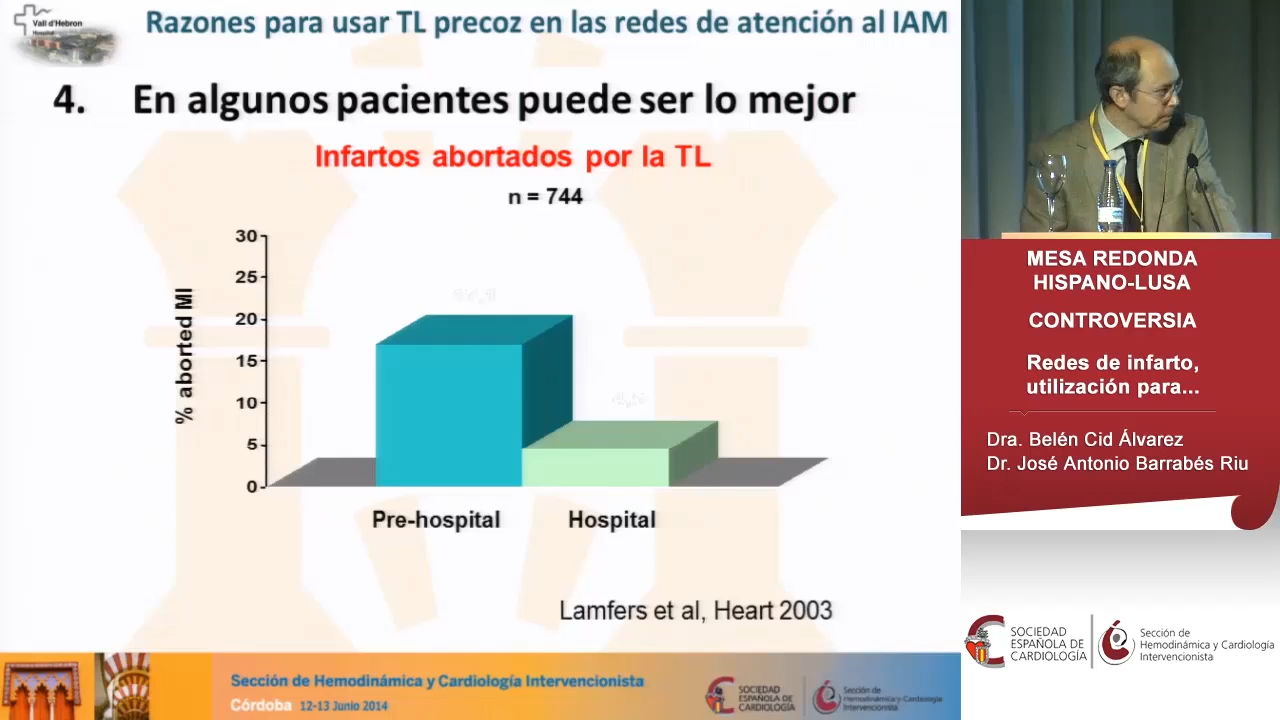 Vall d'Hebron
Hospital
Razones para usar TL precoz en las redes de atención al IAM
4. En algunos pacientes puede ser lo mejor
Infartos abortados por la TL
n = 744
% aborted MI
30
25
20
15
10
5
0
Pre-hospital
Hospital
Lamfers et al, Heart 2003
Sección de Hemodinámica y Cardiología Intervencionista
Córdoba 12-13 Junio 2014
SOCIEDAD
ESPAÑOLA DE
CARDIOLOGÍA
Sección de
Hemodinámica y Cardiología
Intervencionista
MESA REDONDA
HISPANO-LUSA
CONTROVERSIA
Redes de infarto,
utilización para...
Dra. Belén Cid Álvarez
Dr. José Antonio Barrabés Riu
SOCIEDAD
ESPAÑOLA DE
CARDIOLOGÍA
Sección de
Hemodinámica y Cardiología
Intervencionista